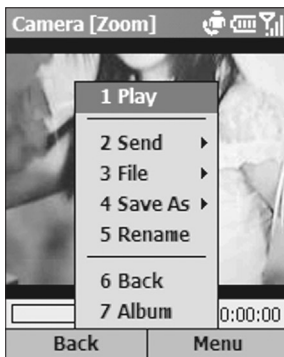 Camera [Zoom]
1 Play
2 Send
3 File
4 Save As
5 Rename
6 Back
7 Album
0:00:00
Back Menu